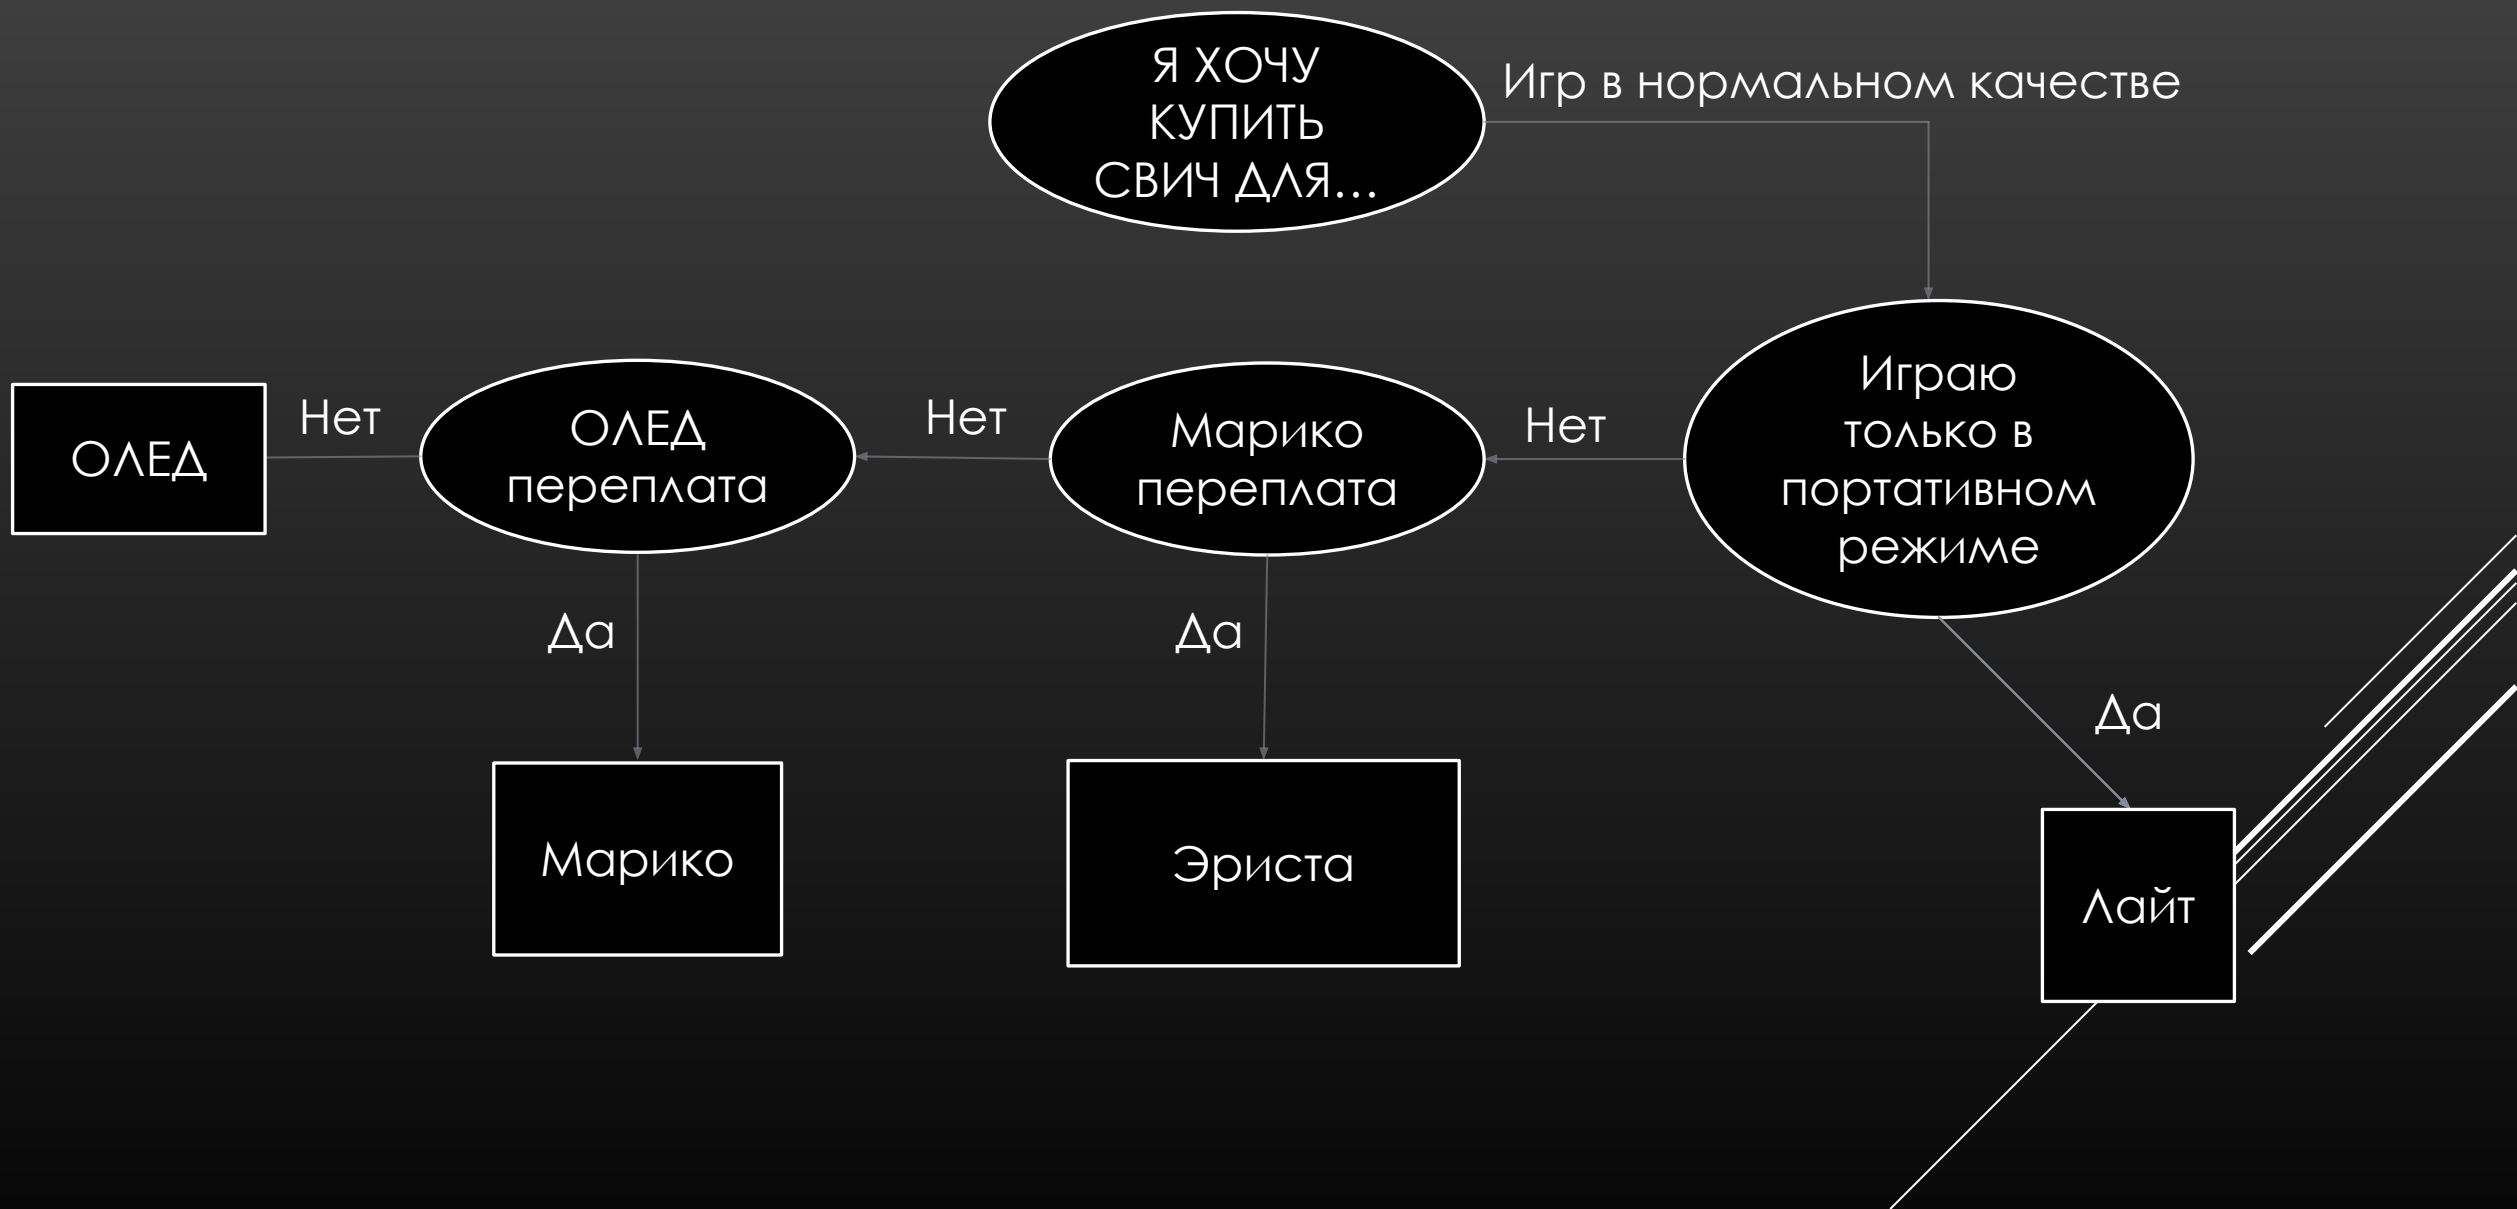 Я ХОЧУ
КУПИТЬ
СВИЧ ДЛЯ...
Игр в нормальном качестве
Играю
только в
портативном
режиме
Нет
Марико
переплата
Нет
ОЛЕД
переплата
Нет
ОЛЕД
Да
Да
Да
Марико
Эриста
Лайт